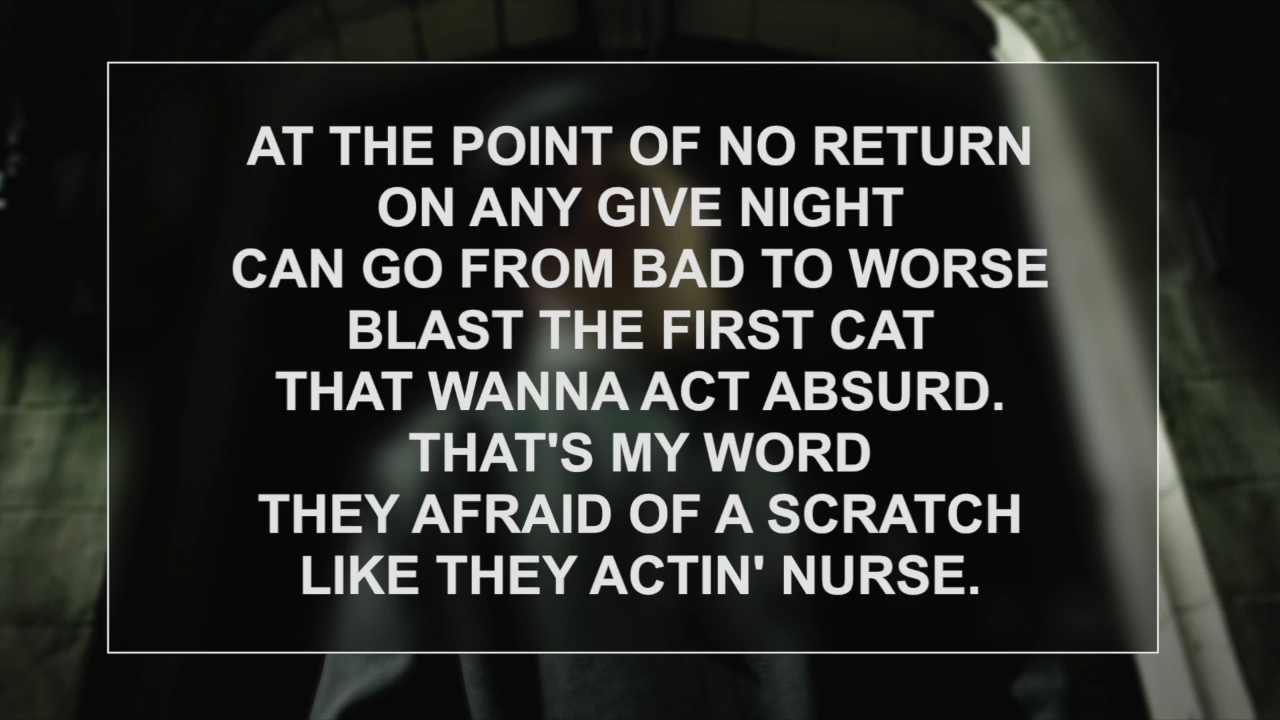 AT THE POINT OF NO RETURN
ON ANY GIVE NIGHT
CAN GO FROM BAD TO WORSE
BLAST THE FIRST CAT
THAT WANNA ACT ABSURD.
THAT'S MY WORD
THEY AFRAID OF A SCRATCH
LIKE THEY ACTIN' NURSE.